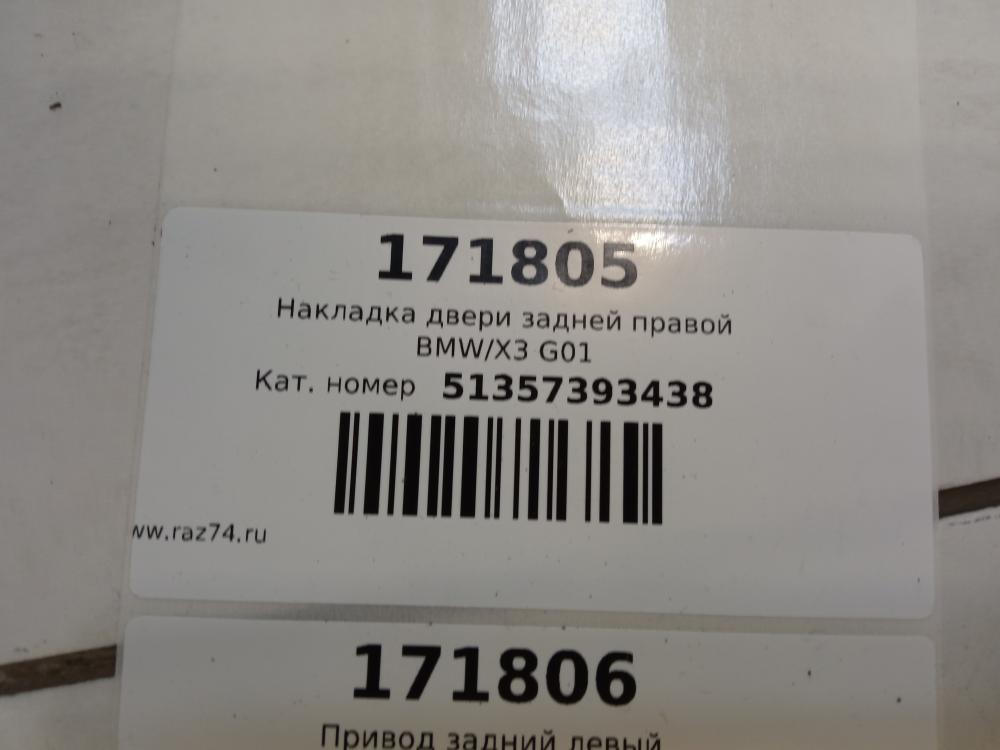 171805
Накладка двери задней правой
BMW/X3 G01
Кат. номер 51357393438
ww.raz74.ru
171806
Привод задний левый